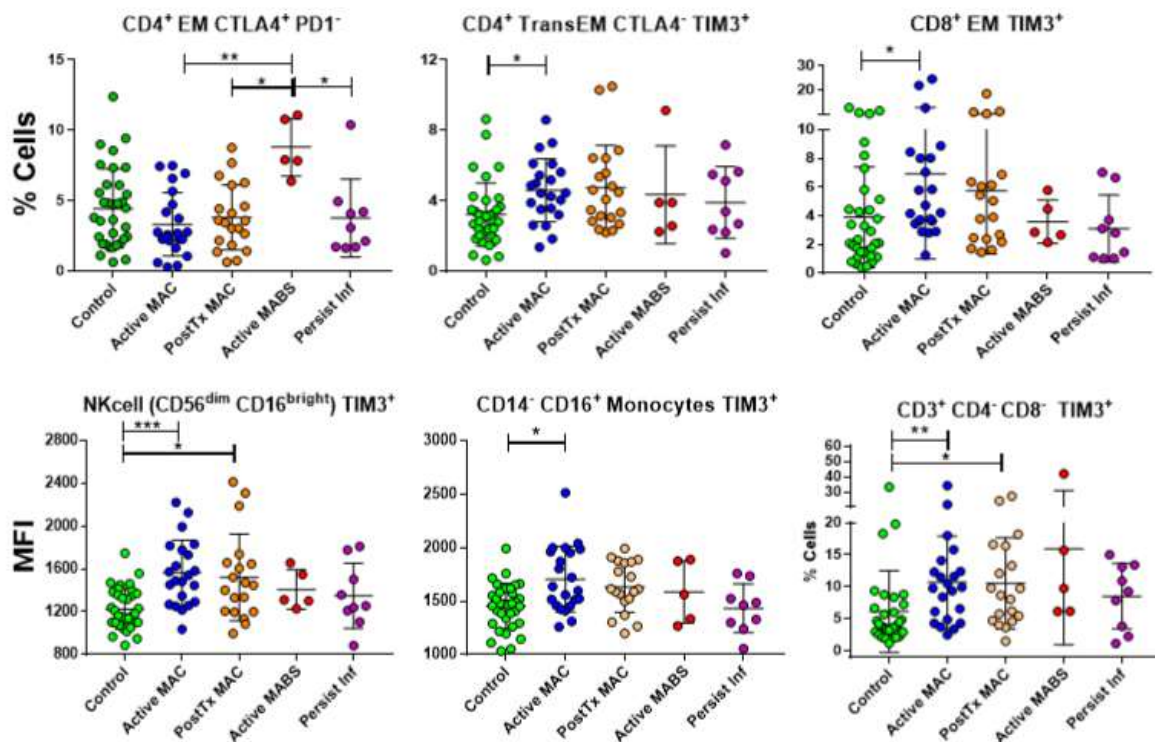 CD4⁺ EM CTLA4⁺ PD1⁻
CD4⁺ TransEM CTLA4⁻ TIM3⁺
CD8⁺ EM TIM3⁺
% Cells
15
10
5
0
**
*
*
Control
Active MAC
PostTx MAC
Active MABS
Persist Inf
12
8
4
0
*
Control
Active MAC
PostTx MAC
Active MABS
Persist Inf
30
20
10
8
6
4
2
0
*
Control
Active MAC
PostTx MAC
Active MABS
Persist Inf
NKcell (CD56ᵈⁱᵐ CD16ᵇʳⁱᵍʰᵗ) TIM3⁺
CD14⁻ CD16⁺ Monocytes TIM3⁺
CD3⁺ CD4⁻ CD8⁻ TIM3⁺
MFI
2800
2400
2000
1600
1200
800
***
*
Control
Active MAC
PostTx MAC
Active MABS
Persist Inf
3000
2500
2000
1500
1000
*
Control
Active MAC
PostTx MAC
Active MABS
Persist Inf
% Cells
60
50
40
30
20
15
10
5
0
**
*
Control
Active MAC
PostTx MAC
Active MABS
Persist Inf